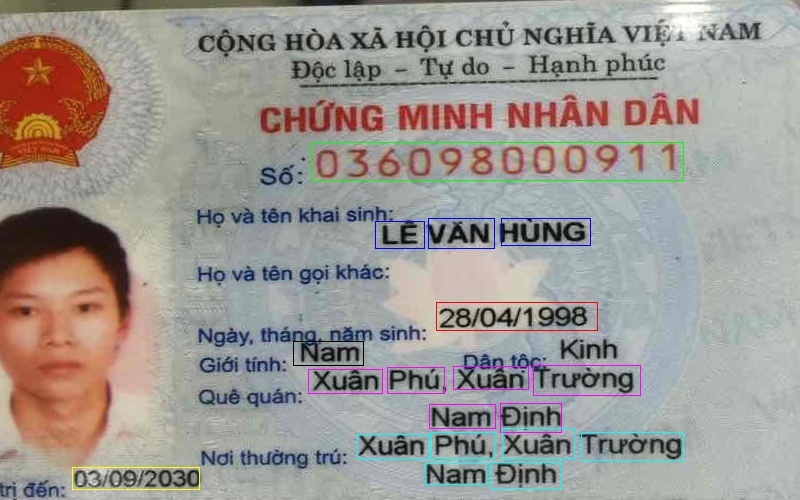 CỘNG HÒA XÃ HỘI CHỦ NGHĨA VIỆT NAM
Độc lập – Tự do – Hạnh phúc
CHỨNG MINH NHÂN DÂN
Số: 036098000911
Họ và tên khai sinh:
LÊ VĂN HÙNG
Họ và tên gọi khác:
Ngày, tháng, năm sinh: 28/04/1998
Giới tính: Nam Dân tộc: Kinh
Quê quán: Xuân Phú, Xuân Trường
Nam Định
Nơi thường trú: Xuân Phú, Xuân Trường
Nam Định
trị đến: 03/09/2030